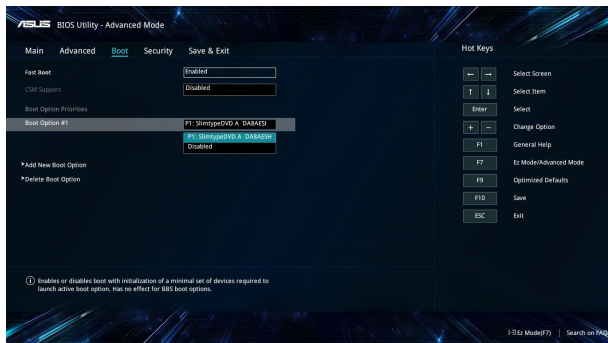 ASUS BIOS Utility - Advanced Mode
Main Advanced Boot Security Save & Exit
Hot Keys
Fast Boot Enabled
CSM Support Disabled
Boot Option Priorities
Boot Option #1 P1: SlimtypeDVD A DA8AESI
P1: SlimtypeDVD A DA8AESH
Disabled
Add New Boot Option
Delete Boot Option
← → Select Screen
↑ ↓ Select Item
Enter Select
+ − Change Option
F1 General Help
F7 Ez Mode/Advanced Mode
F9 Optimized Defaults
F10 Save
ESC Exit
Enables or disables boot with initialization of a minimal set of devices required to
launch active boot option. Has no effect for BBS boot options.
Ez Mode(F7) | Search on FAQ